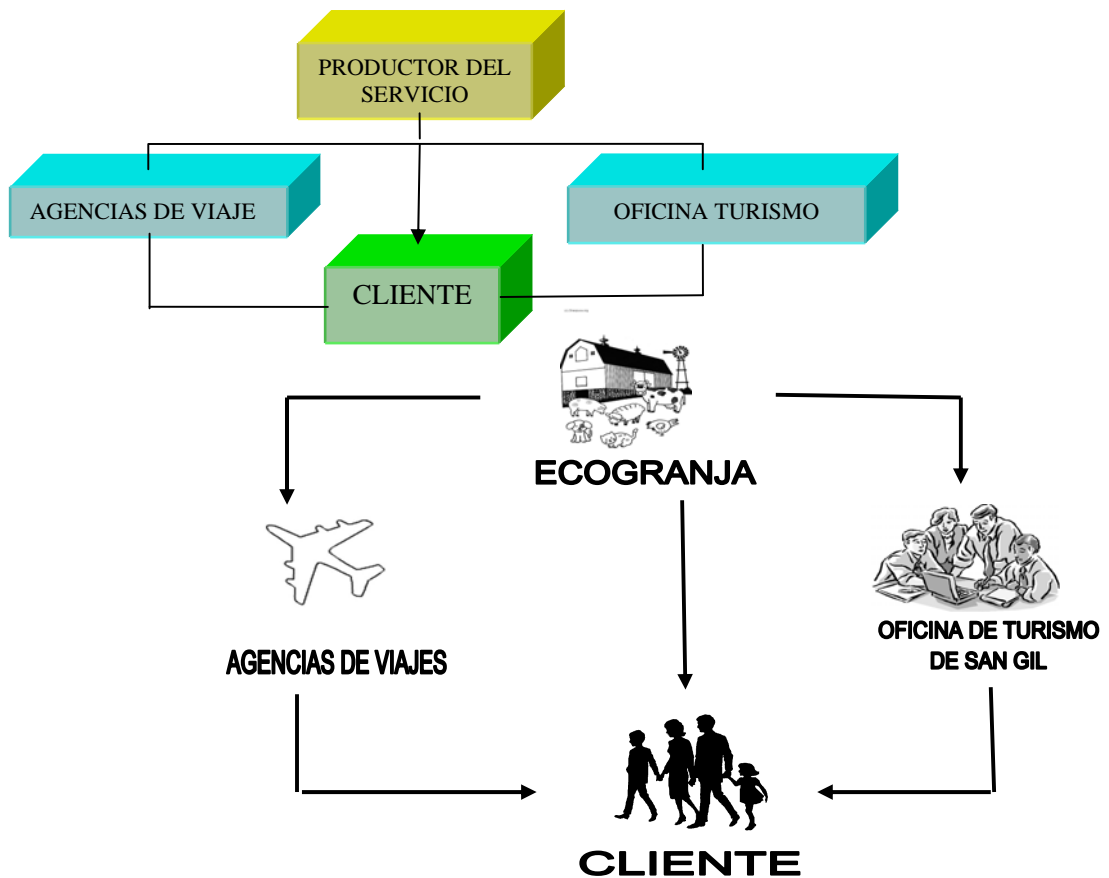 PRODUCTOR DEL
SERVICIO
AGENCIAS DE VIAJE
OFICINA TURISMO
CLIENTE
ECOGRANJA
AGENCIAS DE VIAJES
OFICINA DE TURISMO
DE SAN GIL
CLIENTE